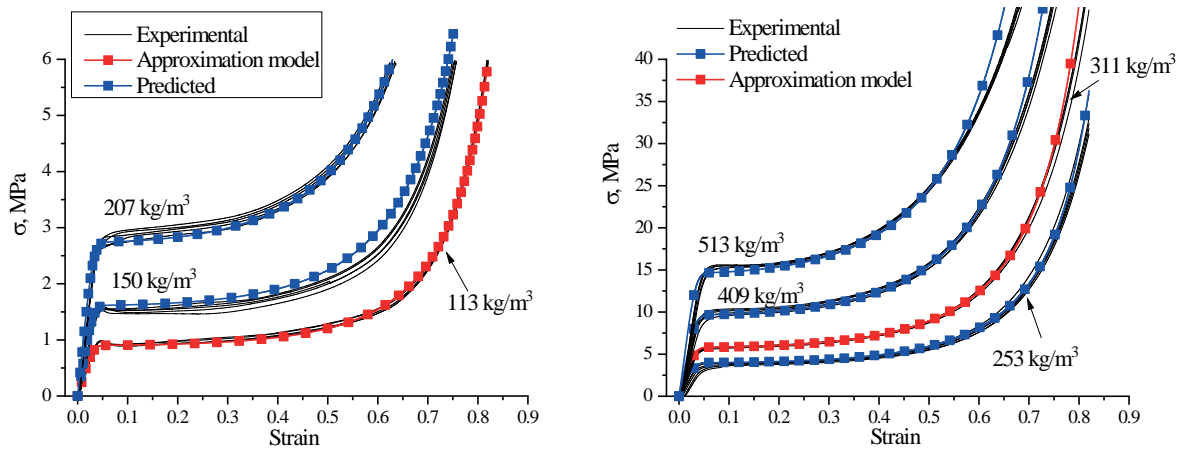 Experimental
Approximation model
Predicted
6
5
4
3
2
1
0
σ, MPa
207 kg/m³
150 kg/m³
113 kg/m³
0.0 0.1 0.2 0.3 0.4 0.5 0.6 0.7 0.8 0.9
Strain
Experimental
Predicted
Approximation model
40
35
30
25
20
15
10
5
0
σ, MPa
311 kg/m³
513 kg/m³
409 kg/m³
253 kg/m³
0.0 0.1 0.2 0.3 0.4 0.5 0.6 0.7 0.8 0.9
Strain